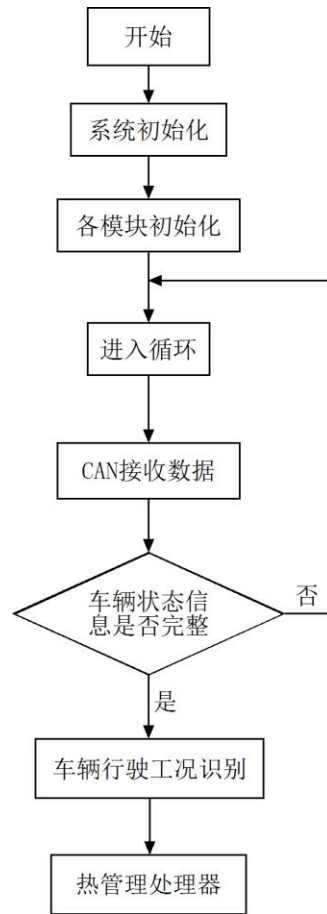 开始
系统初始化
各模块初始化
进入循环
CAN接收数据
车辆状态信
息是否完整
否
是
车辆行驶工况识别
热管理处理器